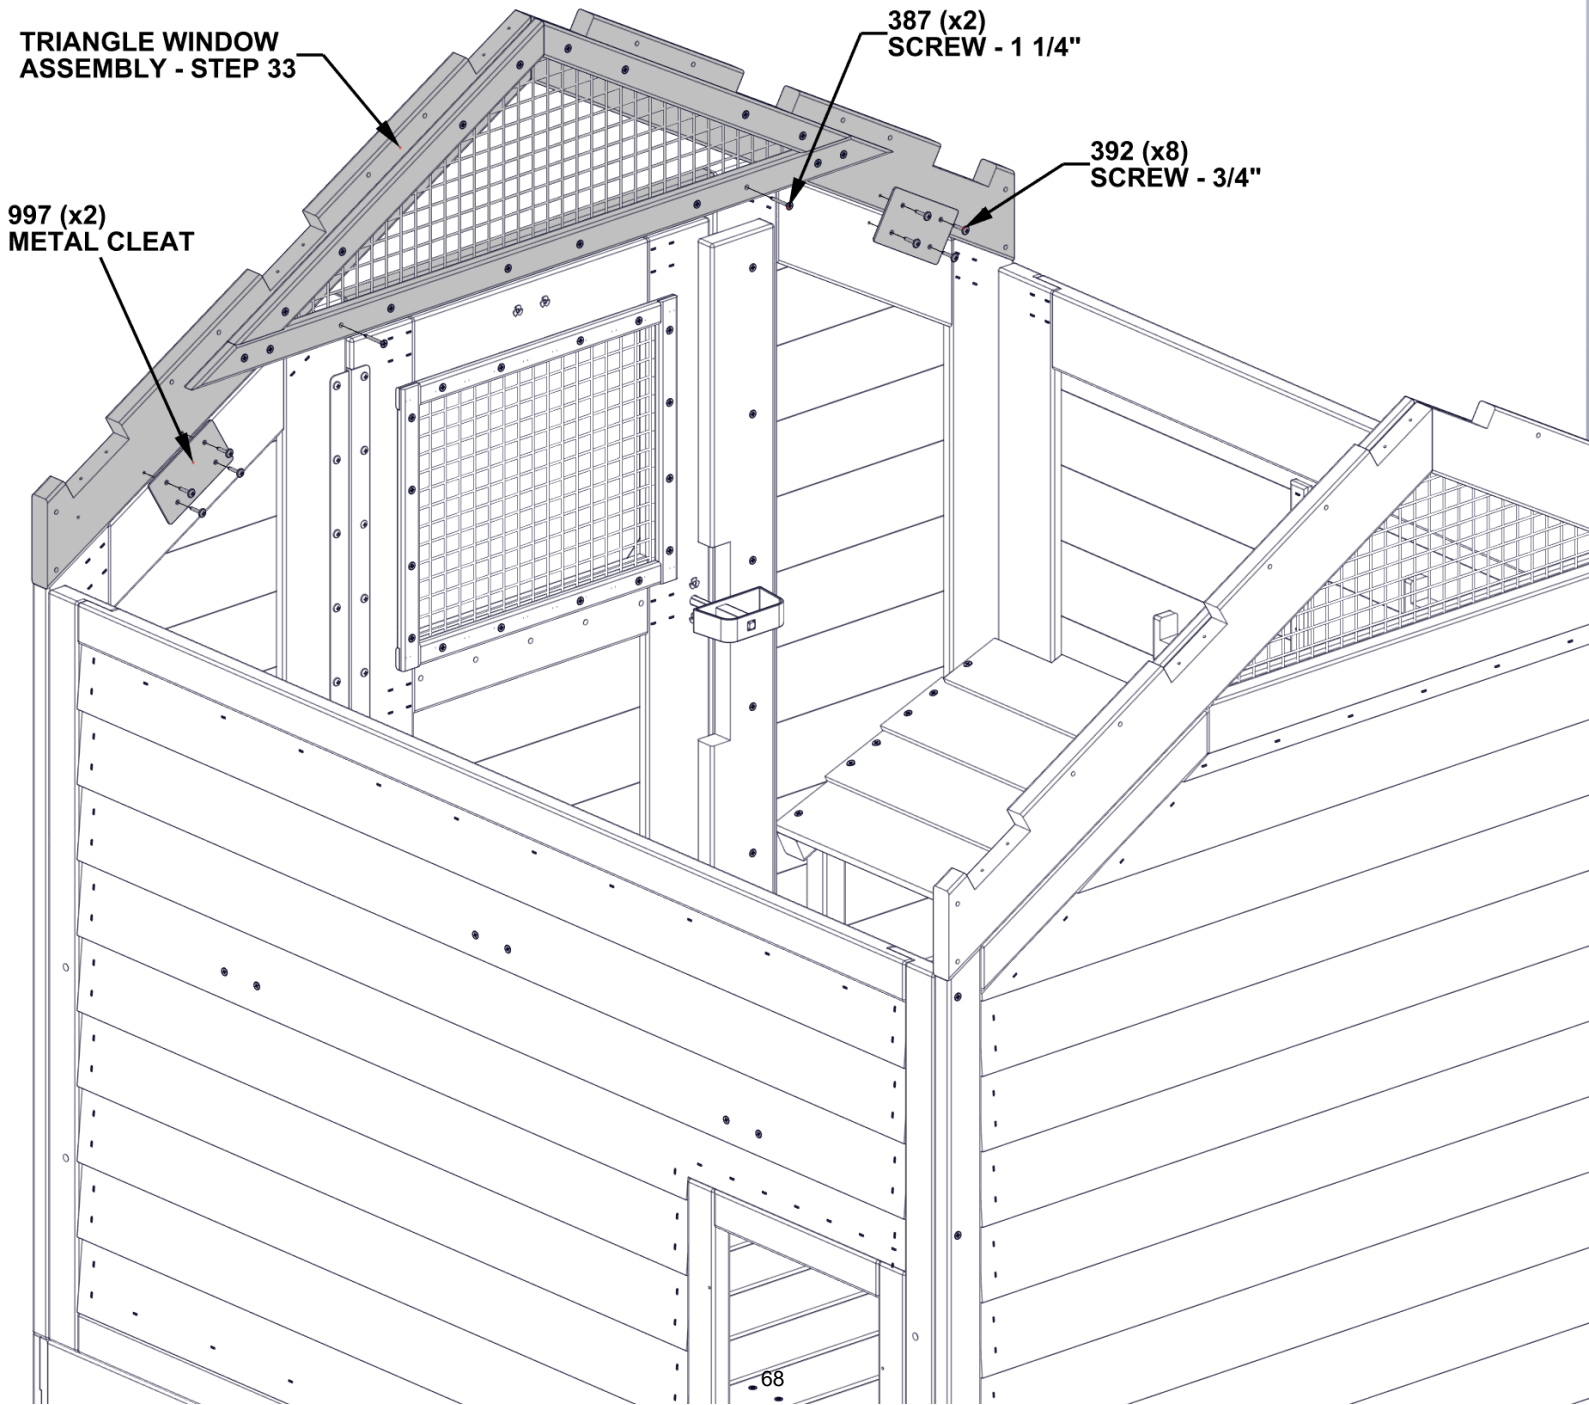 TRIANGLE WINDOW
ASSEMBLY - STEP 33
387 (x2)
SCREW - 1 1/4"
392 (x8)
SCREW - 3/4"
997 (x2)
METAL CLEAT
68